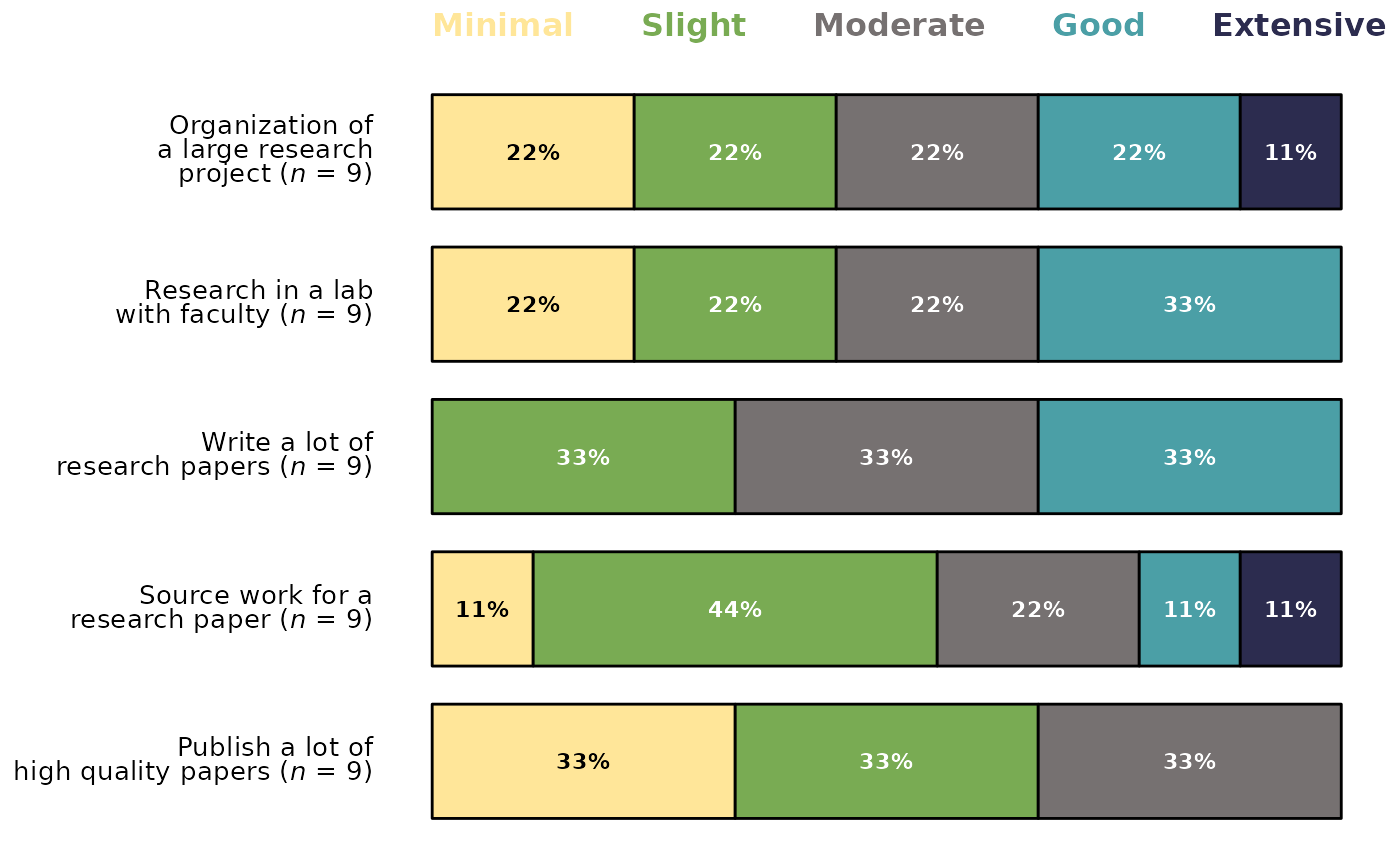 Minimal Slight Moderate Good Extensive
Organization of
a large research
project (n = 9)
22% 22% 22% 22% 11%
Research in a lab
with faculty (n = 9)
22% 22% 22% 33%
Write a lot of
research papers (n = 9)
33% 33% 33%
Source work for a
research paper (n = 9)
11% 44% 22% 11% 11%
Publish a lot of
high quality papers (n = 9)
33% 33% 33%